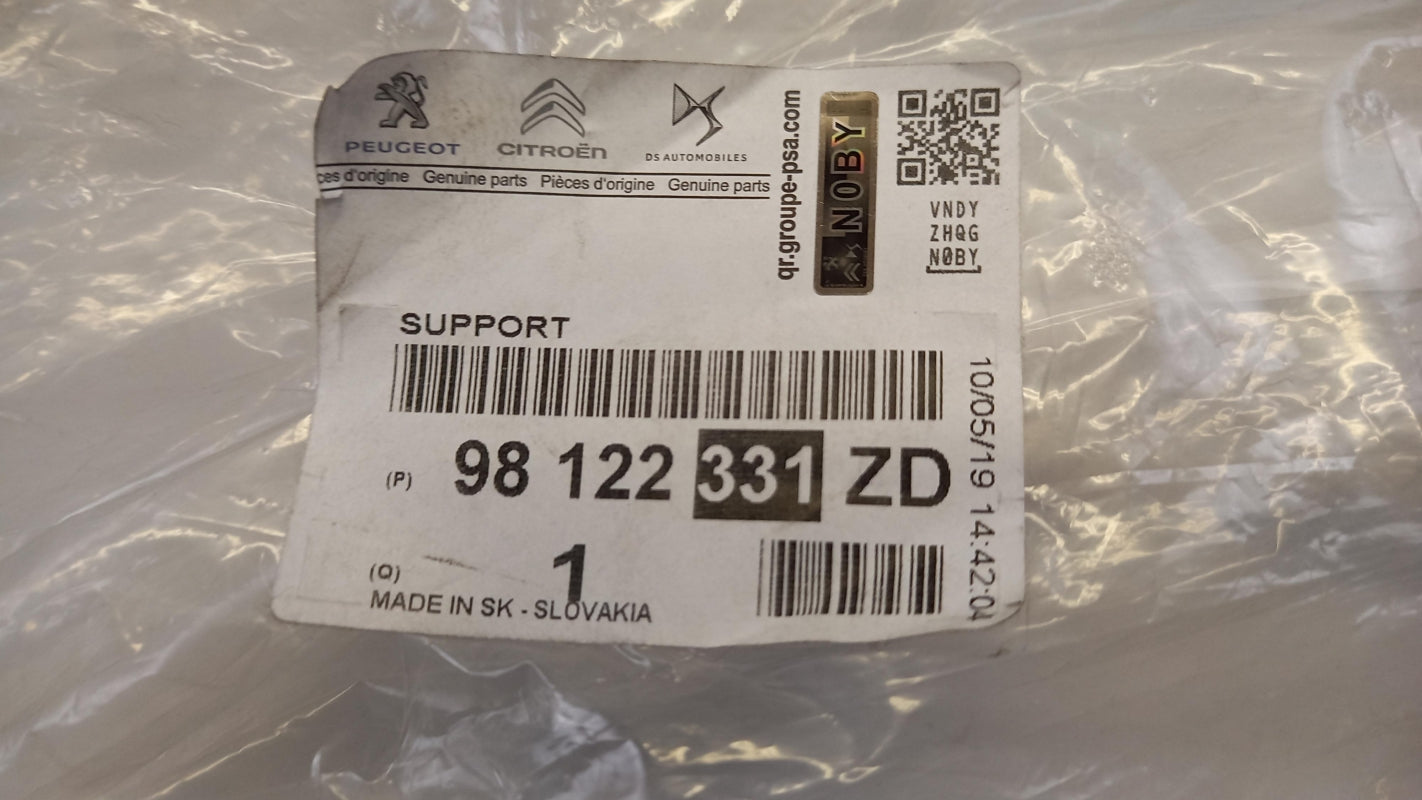 PEUGEOT
CITROËN
DS AUTOMOBILES
ces d'origine Genuine parts Pièces d'origine Genuine parts
qr.groupe-psa.com
N0BY
VNDY
ZHQG
N0BY
SUPPORT
(P) 98 122 331 ZD
10/05/19 14:42:04
(Q) 1
MADE IN SK - SLOVAKIA